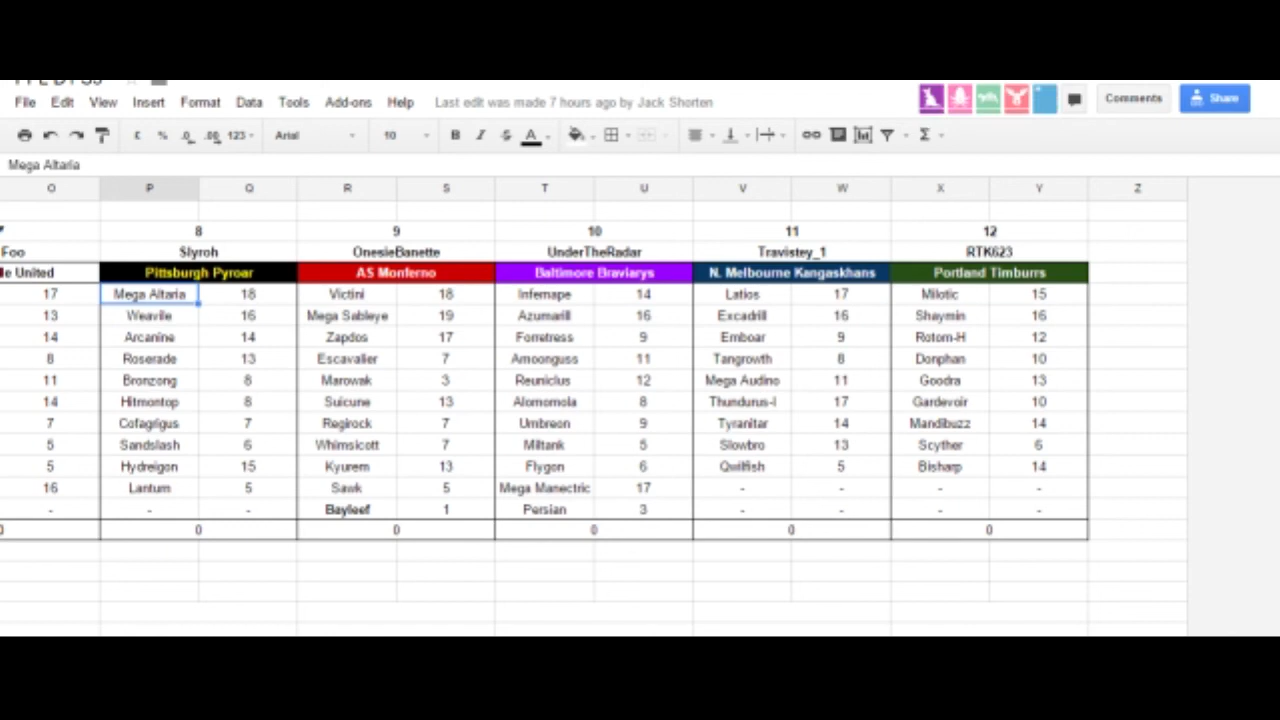 File Edit View Insert Format Data Tools Add-ons Help Last edit was made 7 hours ago by Jack Shorten Comments Share
£ % .0 .00 123 Arial 10 B I S A Σ
Mega Altaria
O P Q R S T U V W X Y Z
8 9 10 11 12
Foo Slyroh OnesieBanette UnderTheRadar Travistey_1 RTK623
le United Pittsburgh Pyroar AS Monferno Baltimore Braviarys N. Melbourne Kangaskhans Portland Timburrs
17 Mega Altaria 18 Victini 18 Infernape 14 Latios 17 Milotic 15
13 Weavile 16 Mega Sableye 19 Azumarill 16 Excadrill 16 Shaymin 16
14 Arcanine 14 Zapdos 17 Forretress 9 Emboar 9 Rotom-H 12
8 Roserade 13 Escavalier 7 Amoonguss 11 Tangrowth 8 Donphan 10
11 Bronzong 8 Marowak 3 Reuniclus 12 Mega Audino 11 Goodra 13
14 Hitmontop 8 Suicune 13 Alomomola 8 Thundurus-I 17 Gardevoir 10
7 Cofagrigus 7 Regirock 7 Umbreon 9 Tyranitar 14 Mandibuzz 14
5 Sandslash 6 Whimsicott 7 Miltank 5 Slowbro 13 Scyther 6
5 Hydreigon 15 Kyurem 13 Flygon 6 Qwilfish 5 Bisharp 14
16 Lanturn 5 Sawk 5 Mega Manectric 17 - - - -
- - - Bayleef 1 Persian 3 - - - -
0 0 0 0 0 0